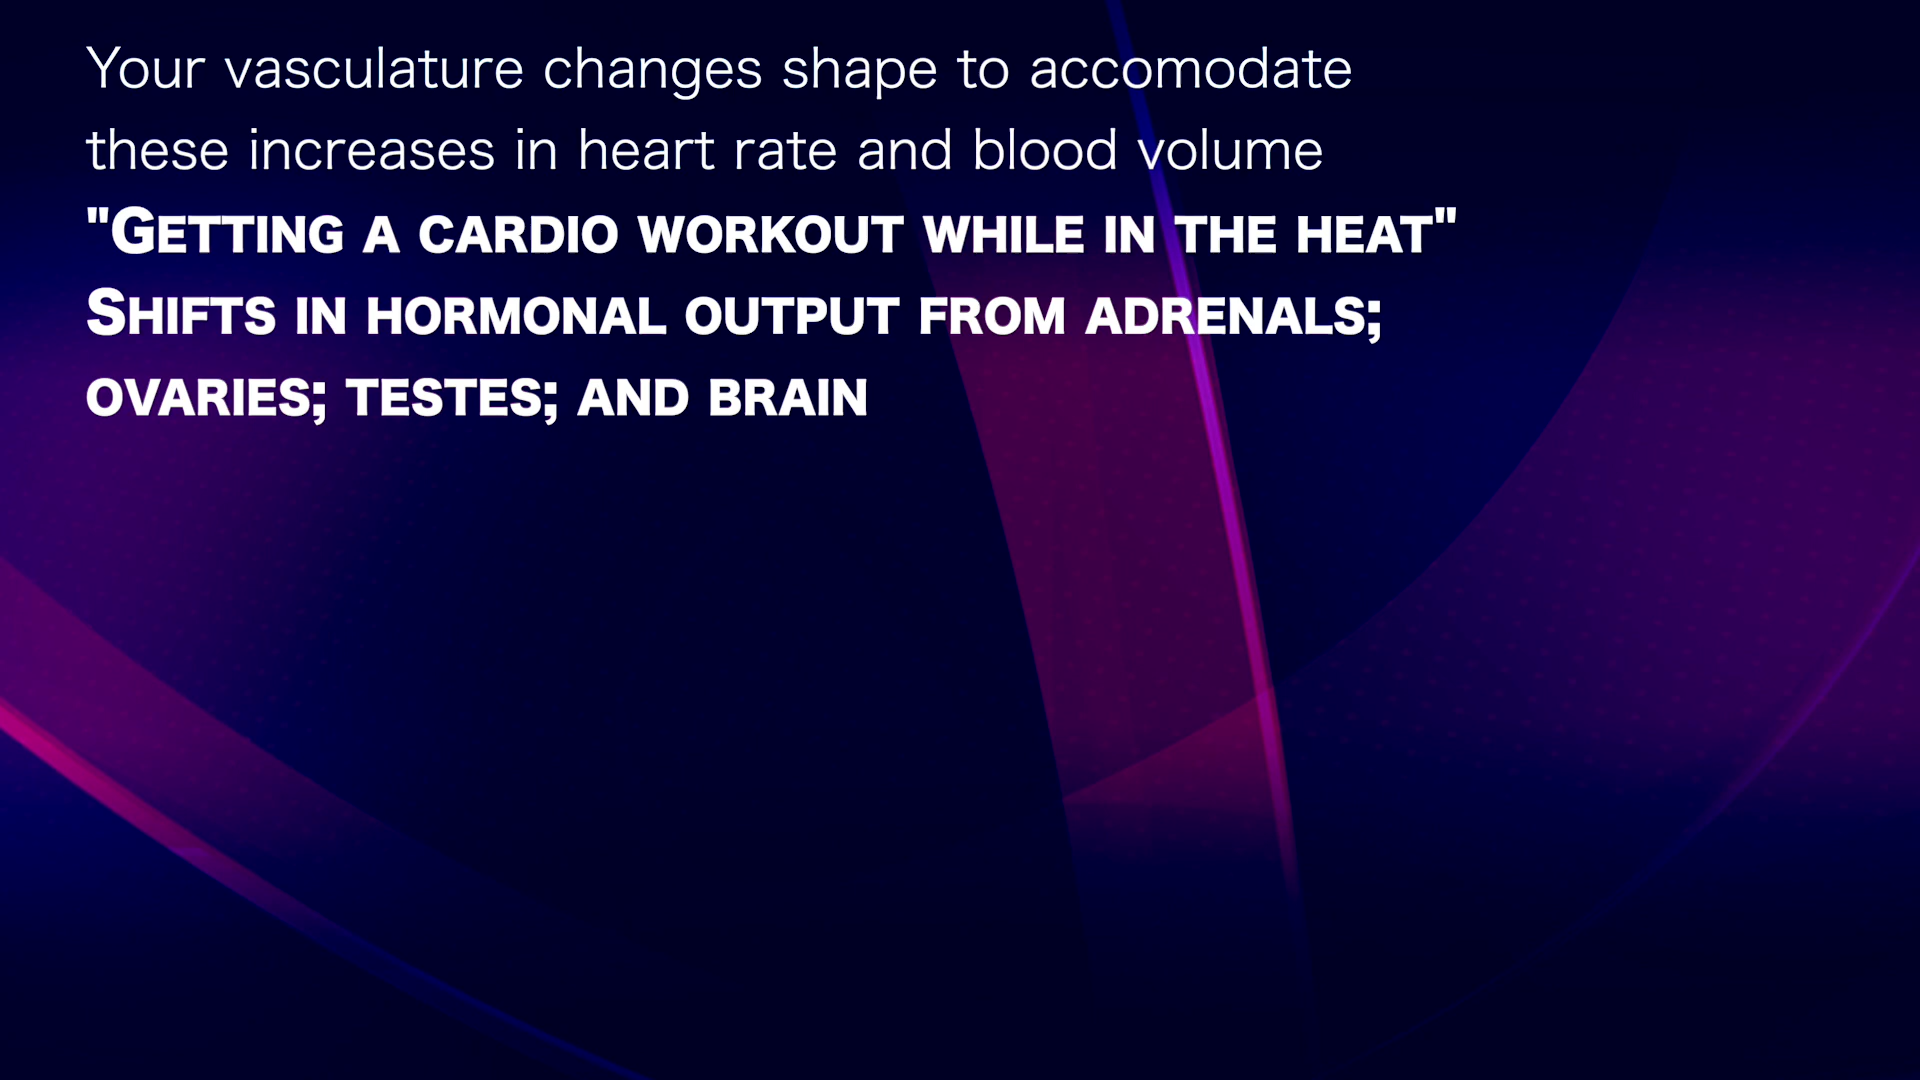 Your vasculature changes shape to accomodate
these increases in heart rate and blood volume
"Getting a cardio workout while in the heat"
Shifts in hormonal output from adrenals;
ovaries; testes; and brain